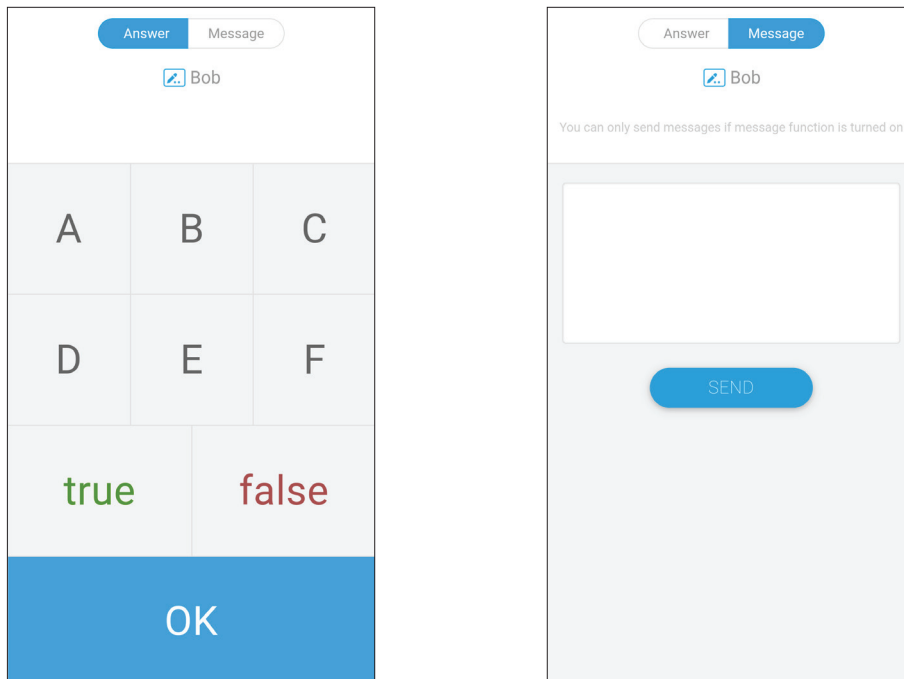 Answer Message
Bob
A B C
D E F
true false
OK
Answer Message
Bob
You can only send messages if message function is turned on
SEND